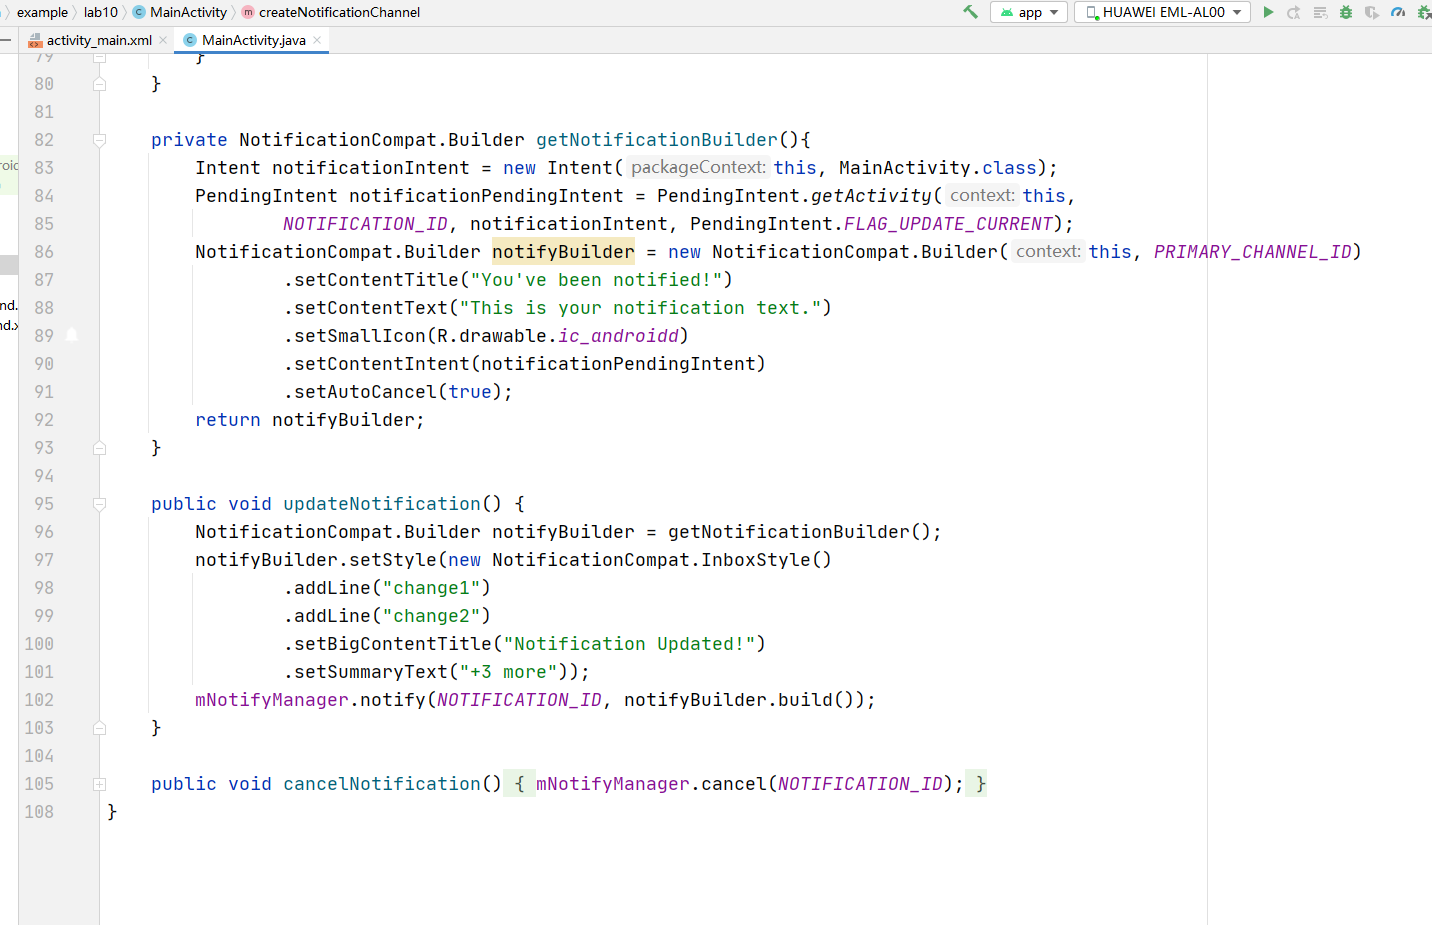 example lab10 MainActivity createNotificationChannel app HUAWEI EML-AL00
activity_main.xml MainActivity.java
79 }
80 }
81
82 private NotificationCompat.Builder getNotificationBuilder(){
83 Intent notificationIntent = new Intent( packageContext: this, MainActivity.class);
84 PendingIntent notificationPendingIntent = PendingIntent.getActivity( context: this,
85 NOTIFICATION_ID, notificationIntent, PendingIntent.FLAG_UPDATE_CURRENT);
86 NotificationCompat.Builder notifyBuilder = new NotificationCompat.Builder( context: this, PRIMARY_CHANNEL_ID)
87 .setContentTitle("You've been notified!")
88 .setContentText("This is your notification text.")
89 .setSmallIcon(R.drawable.ic_androidd)
90 .setContentIntent(notificationPendingIntent)
91 .setAutoCancel(true);
92 return notifyBuilder;
93 }
94
95 public void updateNotification() {
96 NotificationCompat.Builder notifyBuilder = getNotificationBuilder();
97 notifyBuilder.setStyle(new NotificationCompat.InboxStyle()
98 .addLine("change1")
99 .addLine("change2")
100 .setBigContentTitle("Notification Updated!")
101 .setSummaryText("+3 more"));
102 mNotifyManager.notify(NOTIFICATION_ID, notifyBuilder.build());
103 }
104
105 public void cancelNotification() { mNotifyManager.cancel(NOTIFICATION_ID); }
108 }